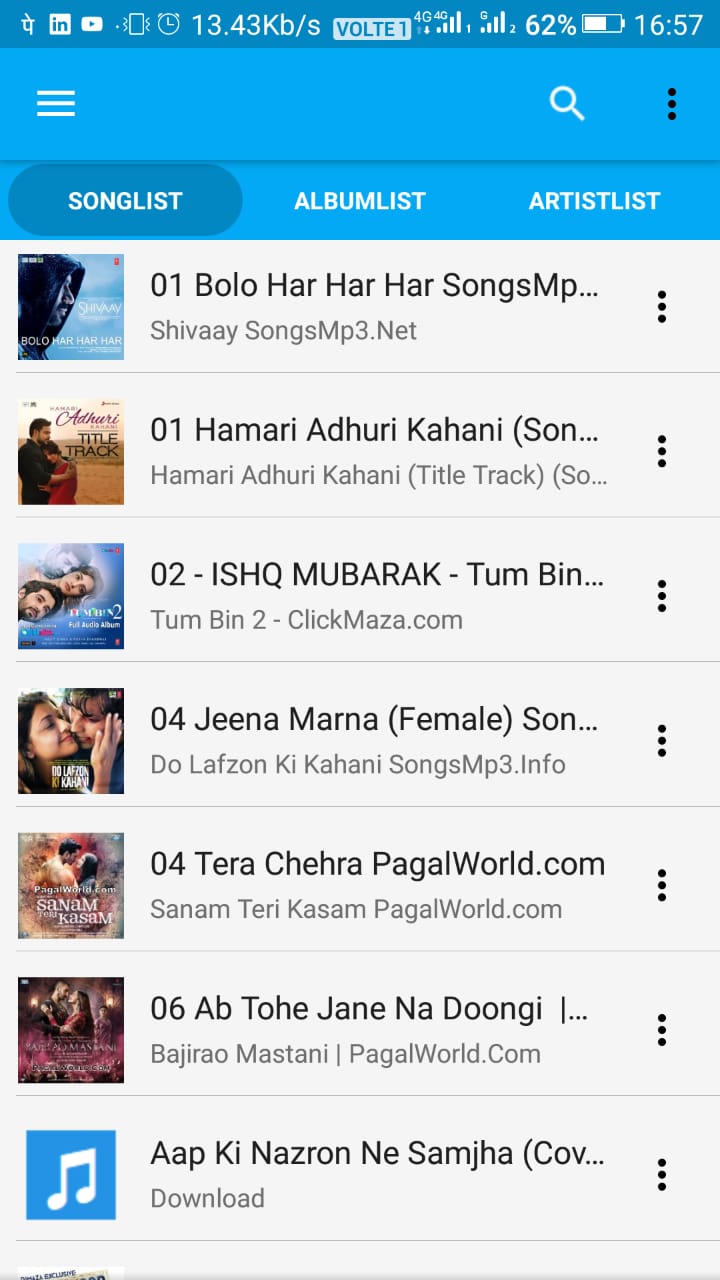 पे in 13.43Kb/s VOLTE 1 4G 4G 1 G 2 62% 16:57
SONGLIST ALBUMLIST ARTISTLIST
SHIVAAY
BOLO HAR HAR HAR
01 Bolo Har Har Har SongsMp...
Shivaay SongsMp3.Net
HAMARI
Adhuri
KAHANI
TITLE
TRACK
01 Hamari Adhuri Kahani (Son...
Hamari Adhuri Kahani (Title Track) (So...
TUM BIN 2
Full Audio Album
02 - ISHQ MUBARAK - Tum Bin...
Tum Bin 2 - ClickMaza.com
DO LAFZON
KI KAHANI
04 Jeena Marna (Female) Son...
Do Lafzon Ki Kahani SongsMp3.Info
PagalWorld.com
SANAM
TERI KASAM
04 Tera Chehra PagalWorld.com
Sanam Teri Kasam PagalWorld.com
BAJIRAO MASTANI
PAGALWORLD.COM
06 Ab Tohe Jane Na Doongi |...
Bajirao Mastani | PagalWorld.Com
Aap Ki Nazron Ne Samjha (Cov...
Download